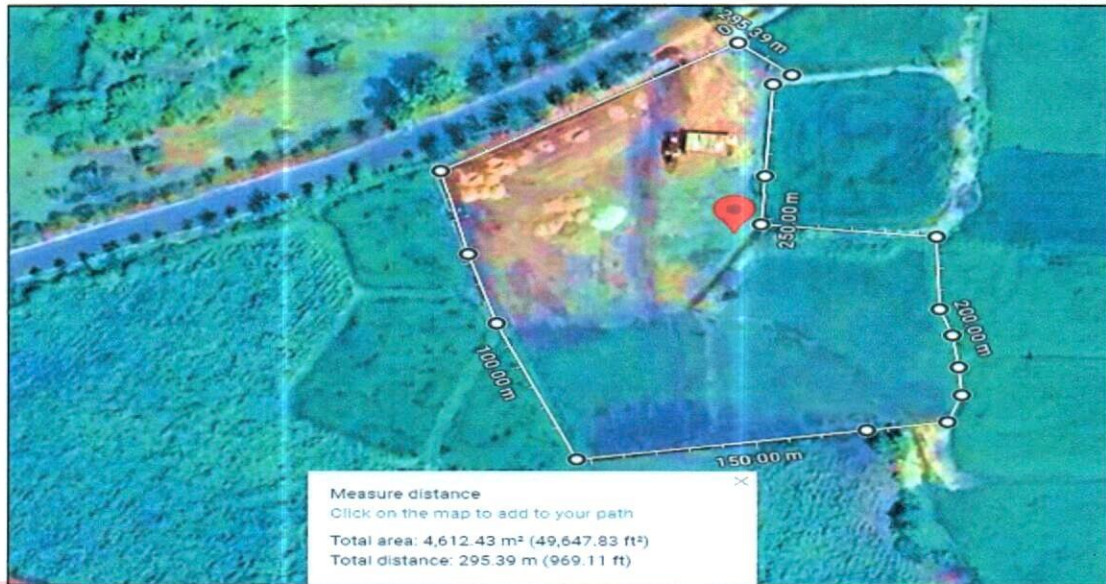 295.39 m
0
250.00 m
200.00 m
100.00 m
150.00 m
Measure distance
Click on the map to add to your path
Total area: 4,612.43 m² (49,647.83 ft²)
Total distance: 295.39 m (969.11 ft)